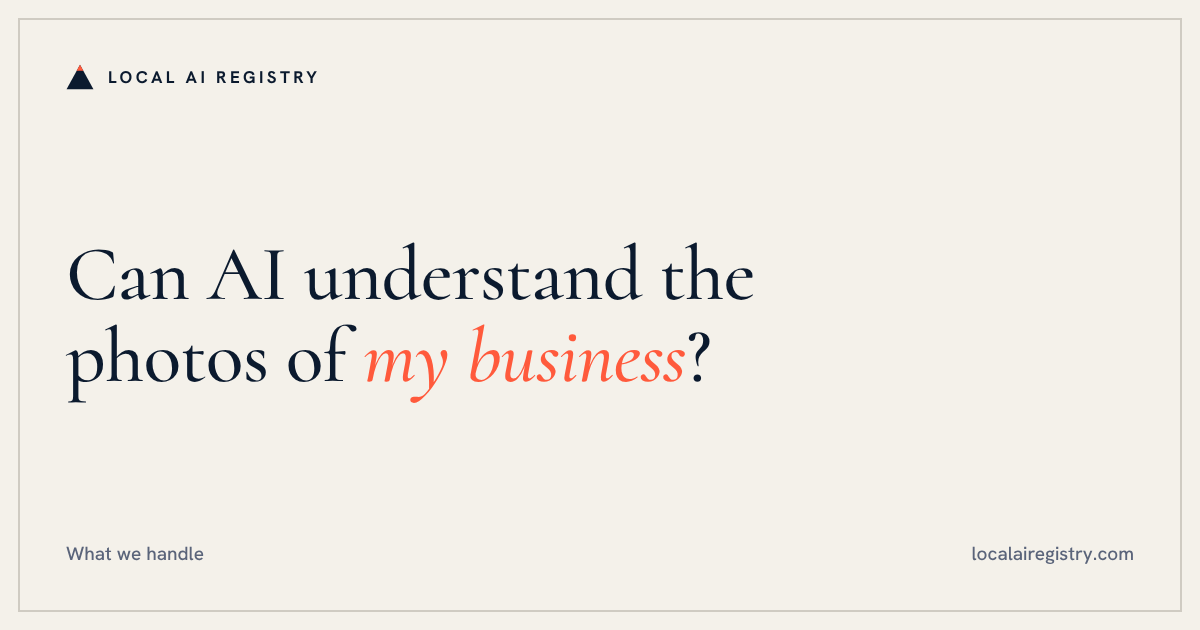 LOCAL AI REGISTRY
Can AI understand the
photos of my business?
What we handle
localairegistry.com